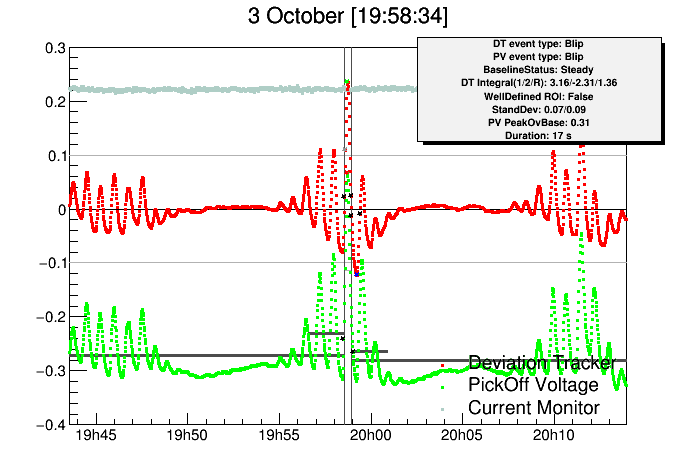 3 October [19:58:34]
DT event type: Blip
PV event type: Blip
BaselineStatus: Steady
DT Integral(1/2/R): 3.16/-2.31/1.36
WellDefined ROI: False
StandDev: 0.07/0.09
PV PeakOvBase: 0.31
Duration: 17 s
0.3
0.2
0.1
0
−0.1
−0.2
−0.3
−0.4
Deviation Tracker
PickOff Voltage
Current Monitor
19h45 19h50 19h55 20h00 20h05 20h10